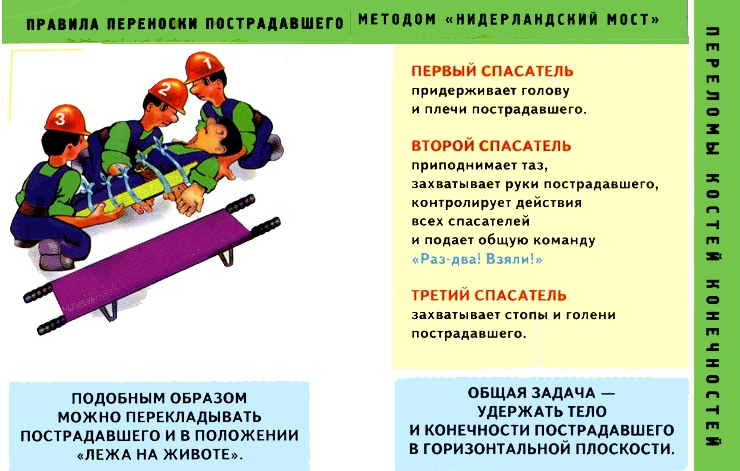 ПРАВИЛА ПЕРЕНОСКИ ПОСТРАДАВШЕГО МЕТОДОМ «НИДЕРЛАНДСКИЙ МОСТ»
1
2
3
ПЕРВЫЙ СПАСАТЕЛЬ
придерживает голову
и плечи пострадавшего.
ВТОРОЙ СПАСАТЕЛЬ
приподнимает таз,
захватывает руки пострадавшего,
контролирует действия
всех спасателей
и подает общую команду
«Раз-два! Взяли!»
ТРЕТИЙ СПАСАТЕЛЬ
захватывает стопы и голени
пострадавшего.
ПОДОБНЫМ ОБРАЗОМ
МОЖНО ПЕРЕКЛАДЫВАТЬ
ПОСТРАДАВШЕГО И В ПОЛОЖЕНИИ
«ЛЕЖА НА ЖИВОТЕ».
ОБЩАЯ ЗАДАЧА —
УДЕРЖАТЬ ТЕЛО
И КОНЕЧНОСТИ ПОСТРАДАВШЕГО
В ГОРИЗОНТАЛЬНОЙ ПЛОСКОСТИ.
ПЕРЕЛОМЫ КОСТЕЙ КОНЕЧНОСТЕЙ